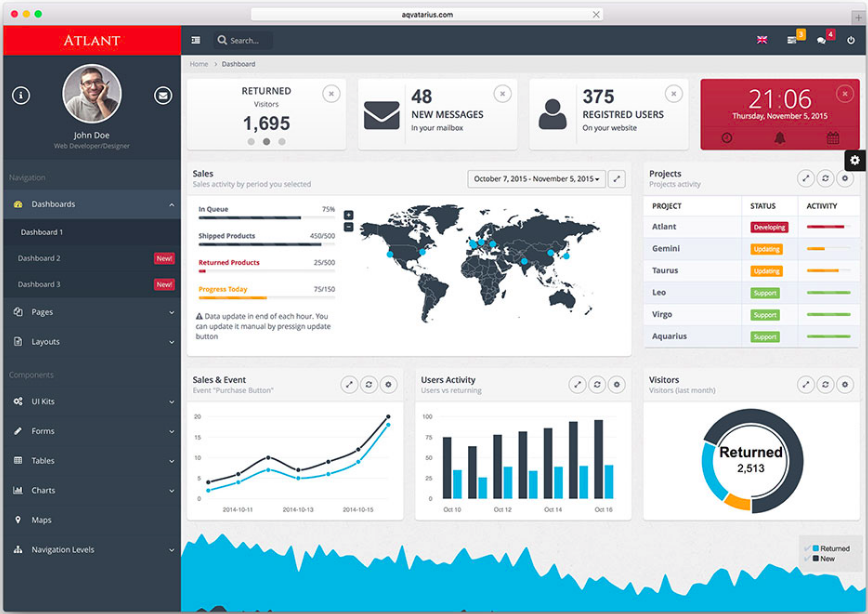 aqvatarius.com
ATLANT
Search...
3
4
John Doe
Web Developer/Designer
Navigation
Dashboards
Dashboard 1
Dashboard 2 New!
Dashboard 3 New!
Pages
Layouts
Components
UI Kits
Forms
Tables
Charts
Maps
Navigation Levels
Home > Dashboard
RETURNED
Visitors
1,695
48
NEW MESSAGES
In your mailbox
375
REGISTRED USERS
On your website
21:06
Thursday, November 5, 2015
Sales
Sales activity by period you selected
October 7, 2015 - November 5, 2015
In Queue 75%
Shipped Products 450/500
Returned Products 25/500
Progress Today 75/150
Data update in end of each hour. You
can update it manual by pressign update
button
+
−
Projects
Projects activity
PROJECT STATUS ACTIVITY
Atlant Developing
Gemini Updating
Taurus Updating
Leo Support
Virgo Support
Aquarius Support
Sales & Event
Event "Purchase Button"
20
15
10
5
0
2014-10-11 2014-10-13 2014-10-15
Users Activity
Users vs returning
100
75
50
25
0
Oct 10 Oct 12 Oct 14 Oct 16
Visitors
Visitors (last month)
Returned
2,513
Returned
New